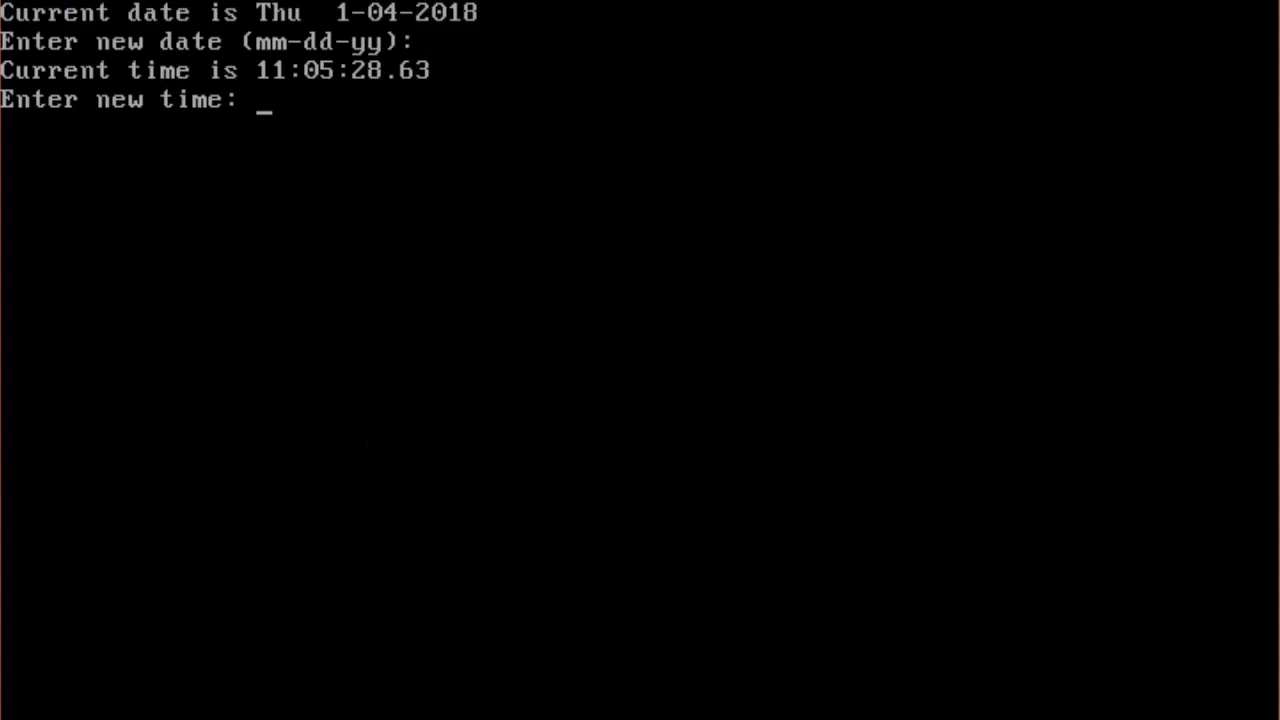 Current date is Thu  1-04-2018
Enter new date (mm-dd-yy):
Current time is 11:05:28.63
Enter new time: _